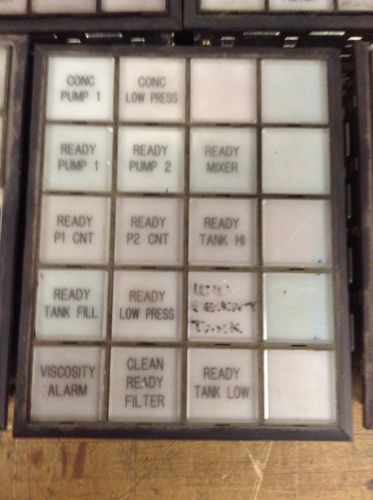 CONC
PUMP 1
CONC
LOW PRESS
READY
PUMP 1
READY
PUMP 2
READY
MIXER
READY
P1 CNT
READY
P2 CNT
READY
TANK HI
READY
TANK FILL
READY
LOW PRESS
VISCOSITY
ALARM
CLEAN
READY
FILTER
READY
TANK LOW